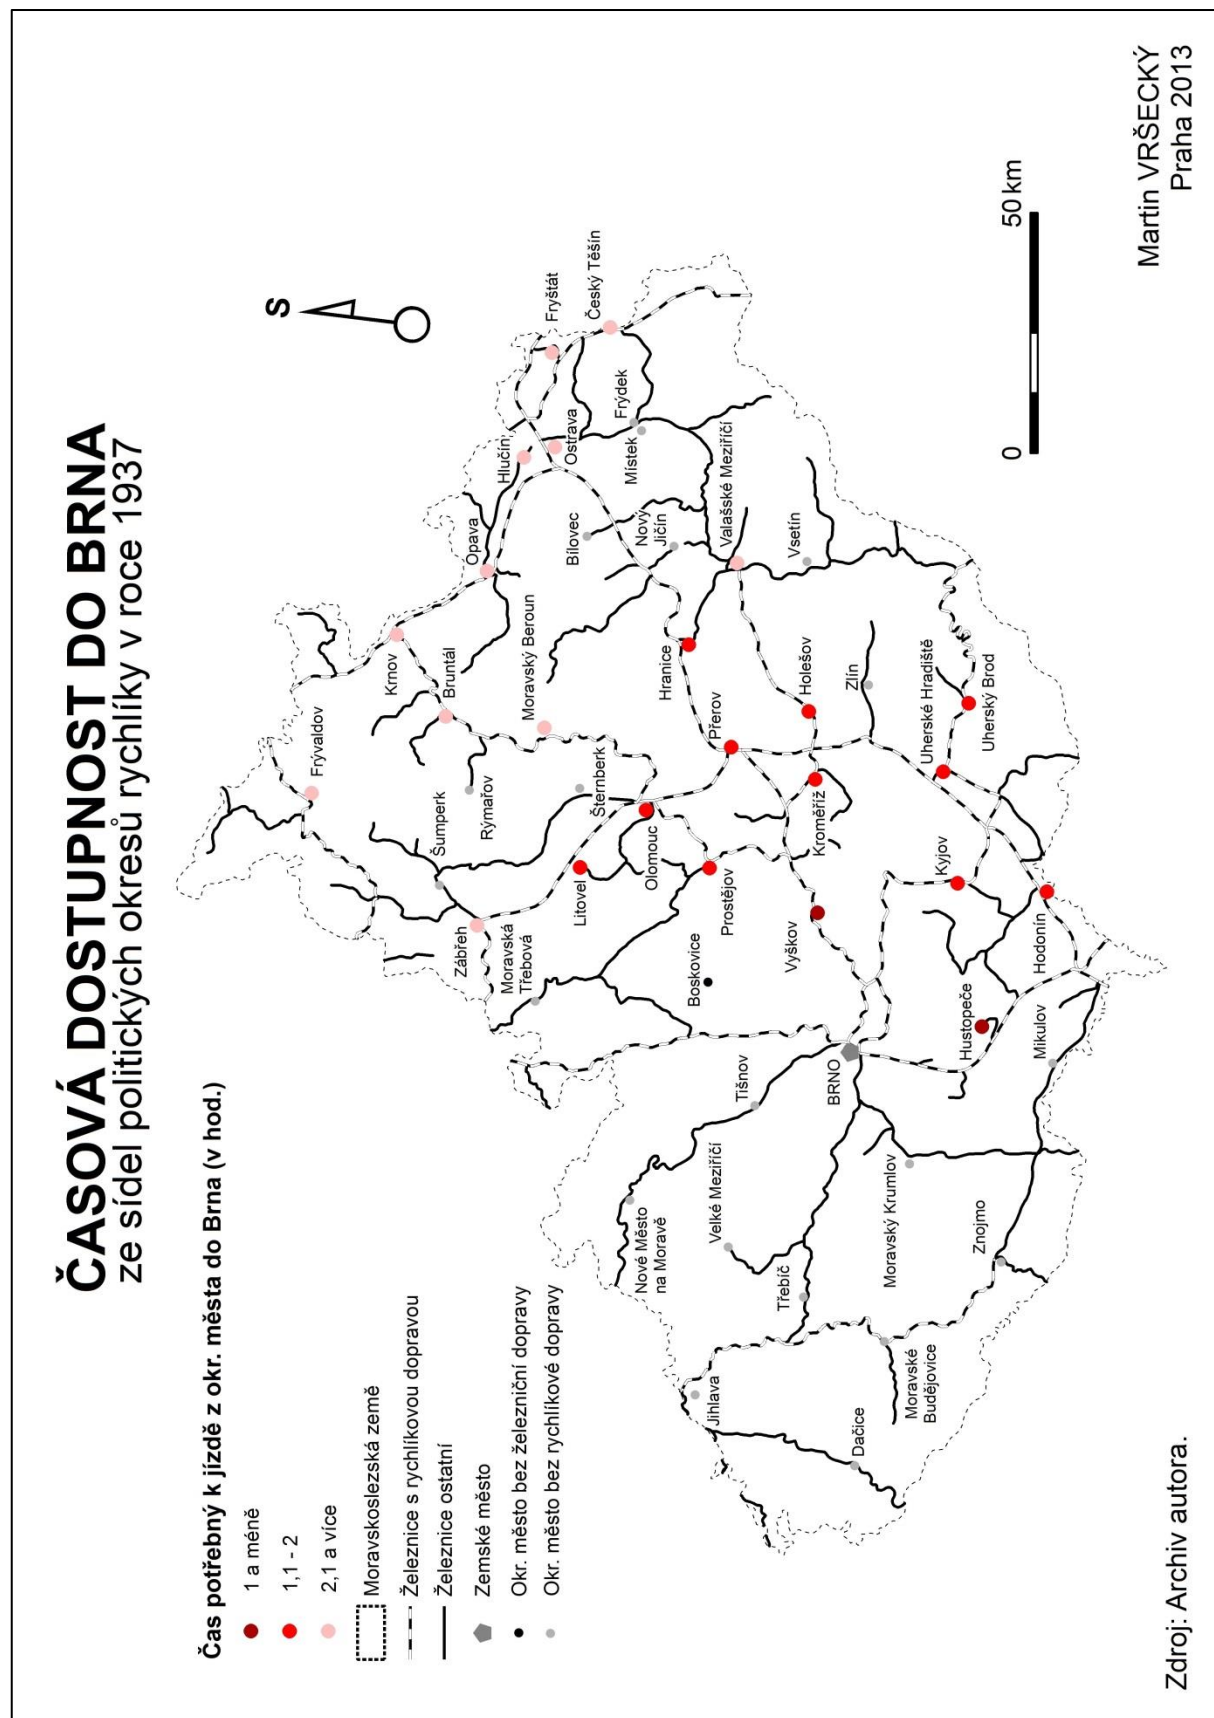 ČASOVÁ DOSTUPNOST DO BRNA
ze sídel politických okresů rychlíky v roce 1937
Čas potřebný k jízdě z okr. města do Brna (v hod.)
1 a méně
1,1 - 2
2,1 a více
Moravskoslezská země
Železnice s rychlíkovou dopravou
Železnice ostatní
Zemské město
Okr. město bez železniční dopravy
Okr. město bez rychlíkové dopravy
S
Frývaldov
Krnov
Bruntál
Opava
Hlučín
Fryštát
Český Těšín
Šumperk
Rýmařov
Moravský Beroun
Ostrava
Zábřeh
Šternberk
Bílovec
Frýdek
Místek
Moravská
Třebová
Litovel
Olomouc
Nový
Jičín
Hranice
Valašské Meziříčí
Boskovice
Prostějov
Přerov
Nové Město
na Moravě
Tišnov
Vyškov
Kroměříž
Holešov
Vsetín
Jihlava
Velké Meziříčí
Třebíč
BRNO
Zlín
Dačice
Moravské
Budějovice
Moravský Krumlov
Hustopeče
Kyjov
Uherské Hradiště
Uherský Brod
Znojmo
Mikulov
Hodonín
0
50 km
Zdroj: Archiv autora.
Martin VRŠECKÝ
Praha 2013